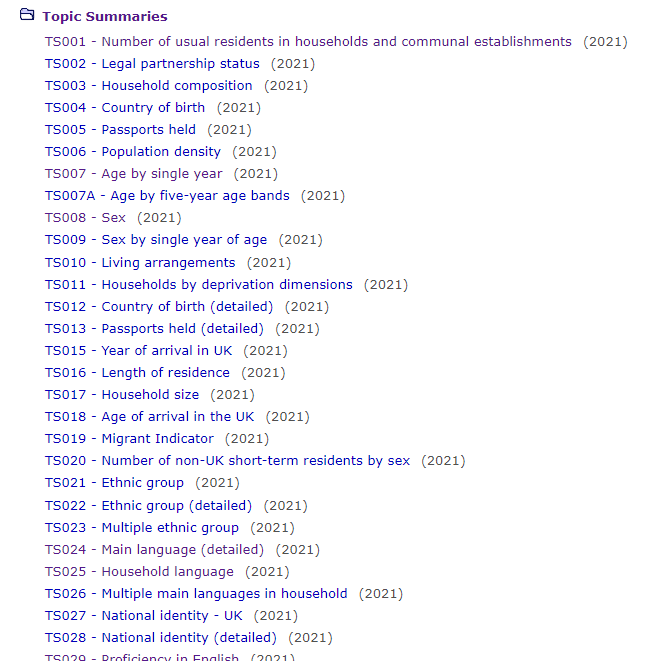 Topic Summaries
TS001 - Number of usual residents in households and communal establishments (2021)
TS002 - Legal partnership status (2021)
TS003 - Household composition (2021)
TS004 - Country of birth (2021)
TS005 - Passports held (2021)
TS006 - Population density (2021)
TS007 - Age by single year (2021)
TS007A - Age by five-year age bands (2021)
TS008 - Sex (2021)
TS009 - Sex by single year of age (2021)
TS010 - Living arrangements (2021)
TS011 - Households by deprivation dimensions (2021)
TS012 - Country of birth (detailed) (2021)
TS013 - Passports held (detailed) (2021)
TS015 - Year of arrival in UK (2021)
TS016 - Length of residence (2021)
TS017 - Household size (2021)
TS018 - Age of arrival in the UK (2021)
TS019 - Migrant Indicator (2021)
TS020 - Number of non-UK short-term residents by sex (2021)
TS021 - Ethnic group (2021)
TS022 - Ethnic group (detailed) (2021)
TS023 - Multiple ethnic group (2021)
TS024 - Main language (detailed) (2021)
TS025 - Household language (2021)
TS026 - Multiple main languages in household (2021)
TS027 - National identity - UK (2021)
TS028 - National identity (detailed) (2021)
TS029 - Proficiency in English (2021)